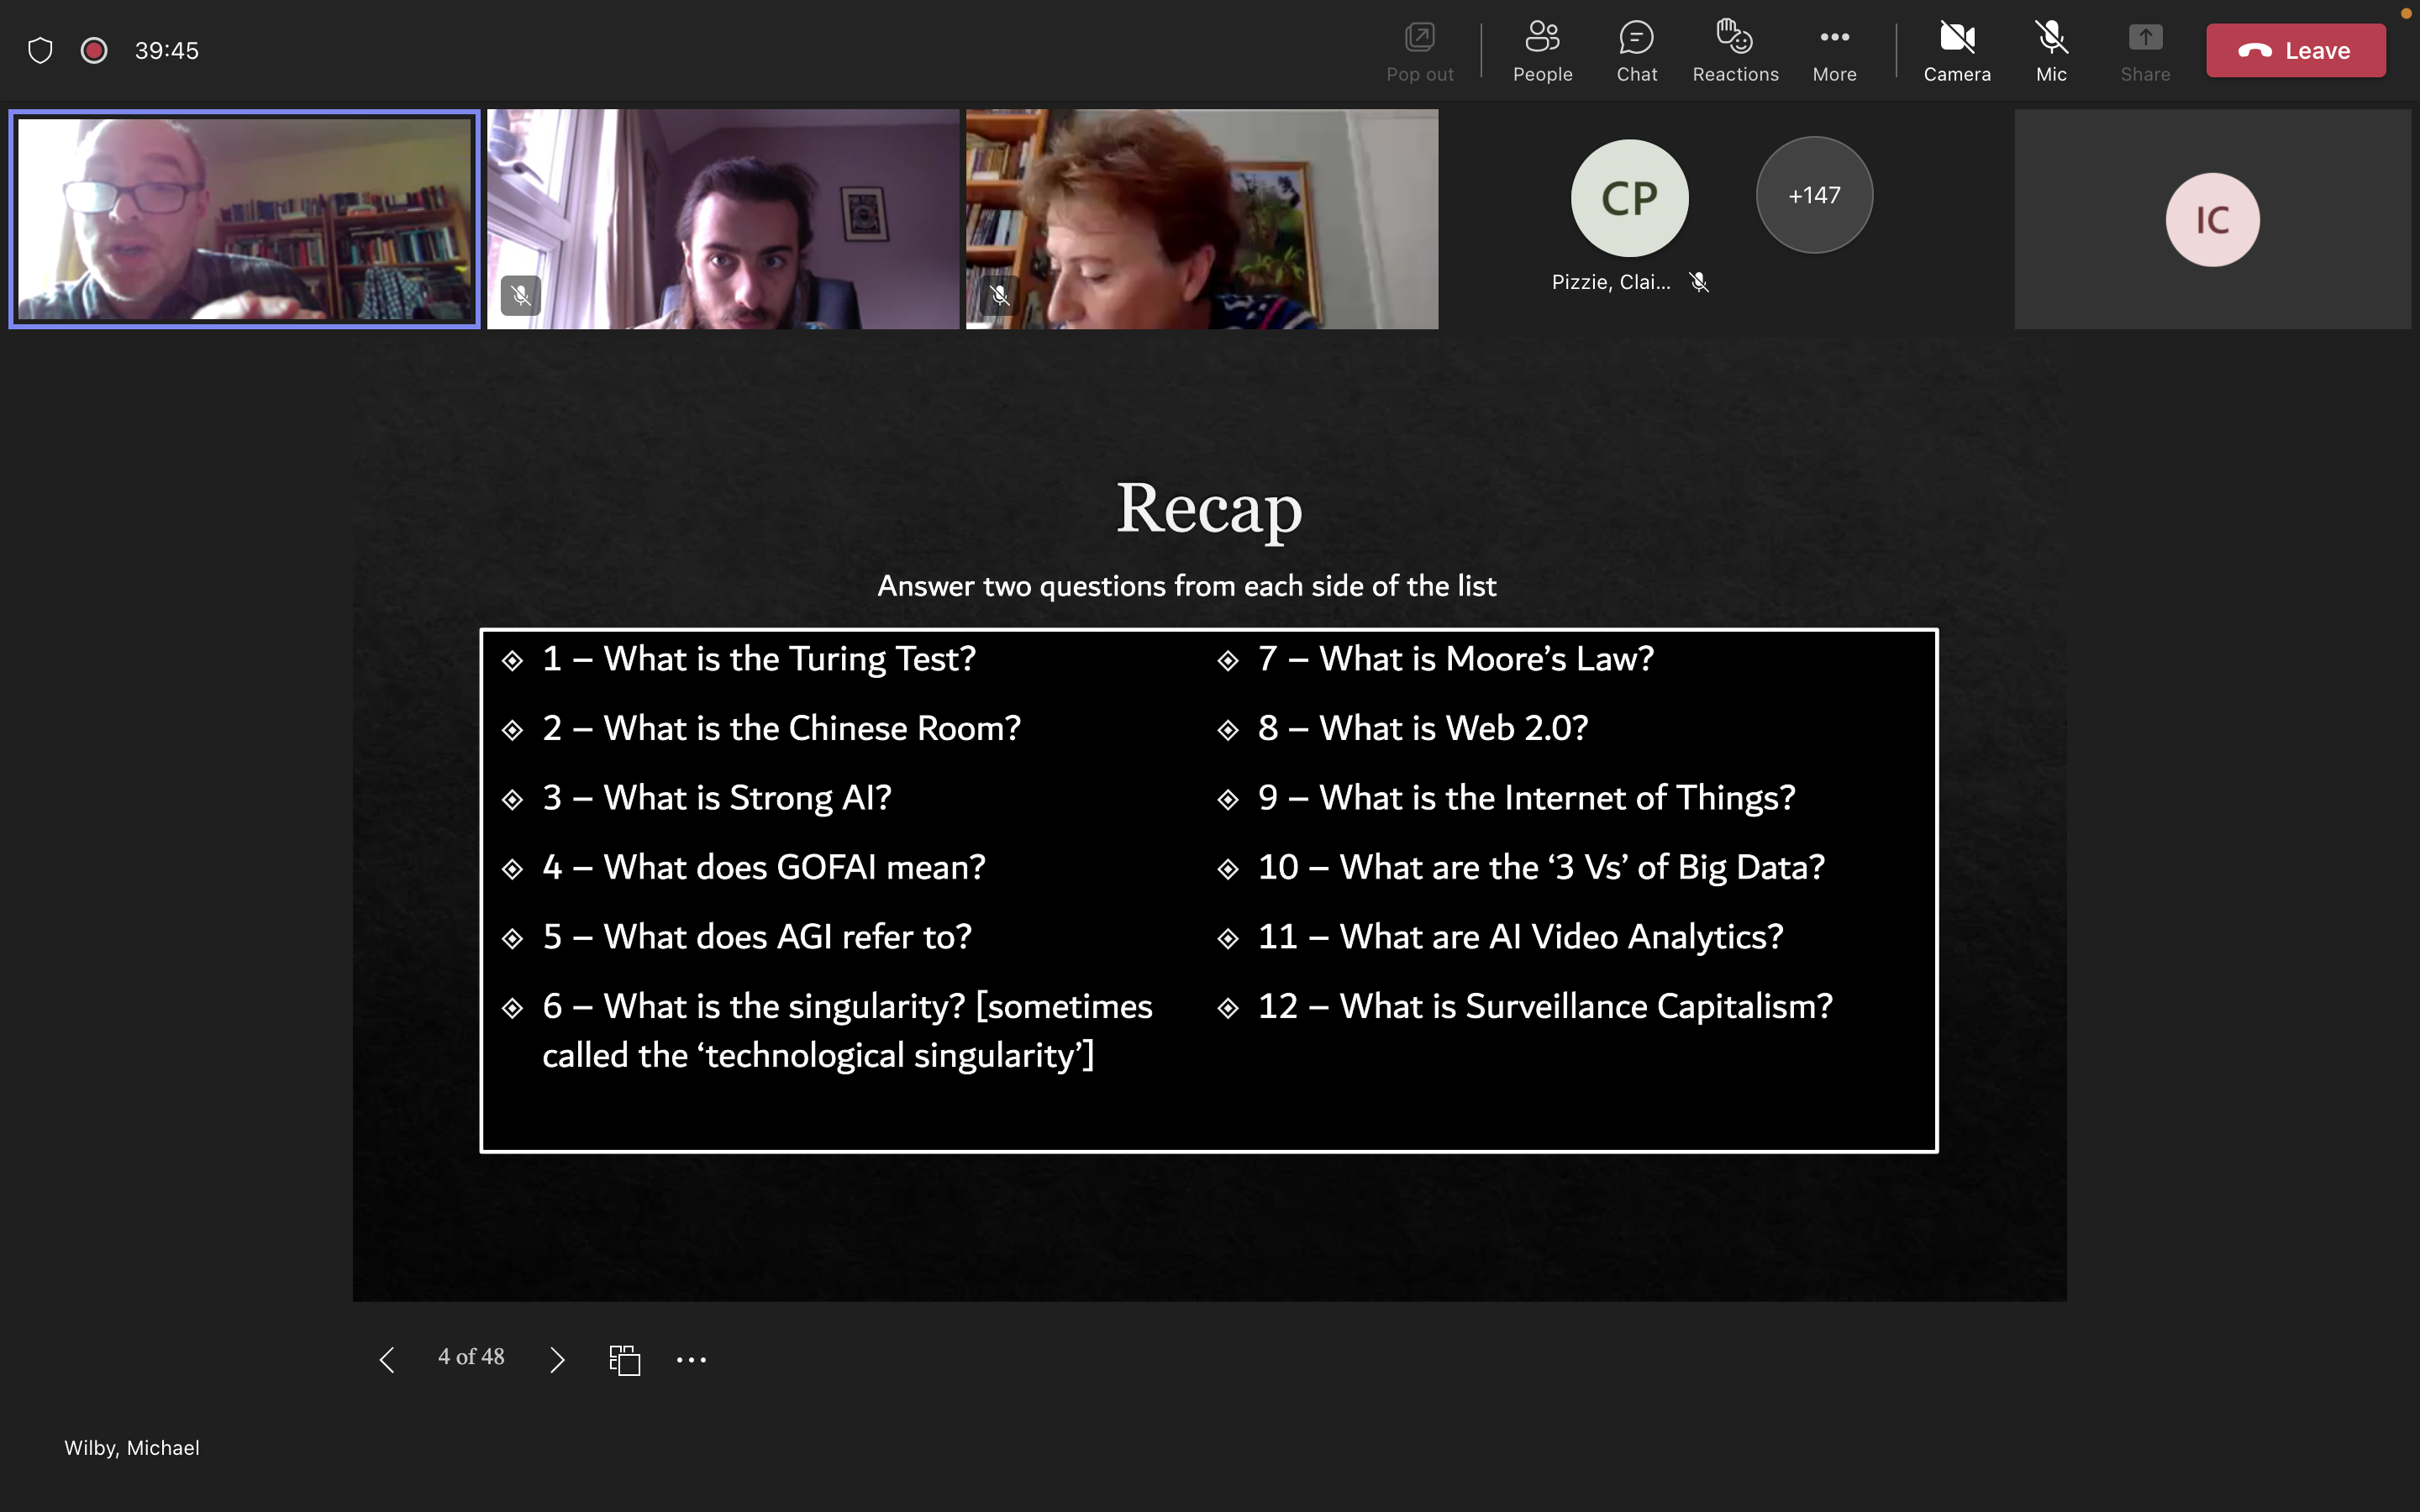 39:45
Pop out
People
Chat
Reactions
More
Camera
Mic
Share
Leave
CP
+147
IC
Pizzie, Clai...
Recap
Answer two questions from each side of the list
1 – What is the Turing Test?
2 – What is the Chinese Room?
3 – What is Strong AI?
4 – What does GOFAI mean?
5 – What does AGI refer to?
6 – What is the singularity? [sometimes
called the ‘technological singularity’]
7 – What is Moore’s Law?
8 – What is Web 2.0?
9 – What is the Internet of Things?
10 – What are the ‘3 Vs’ of Big Data?
11 – What are AI Video Analytics?
12 – What is Surveillance Capitalism?
4 of 48
Wilby, Michael